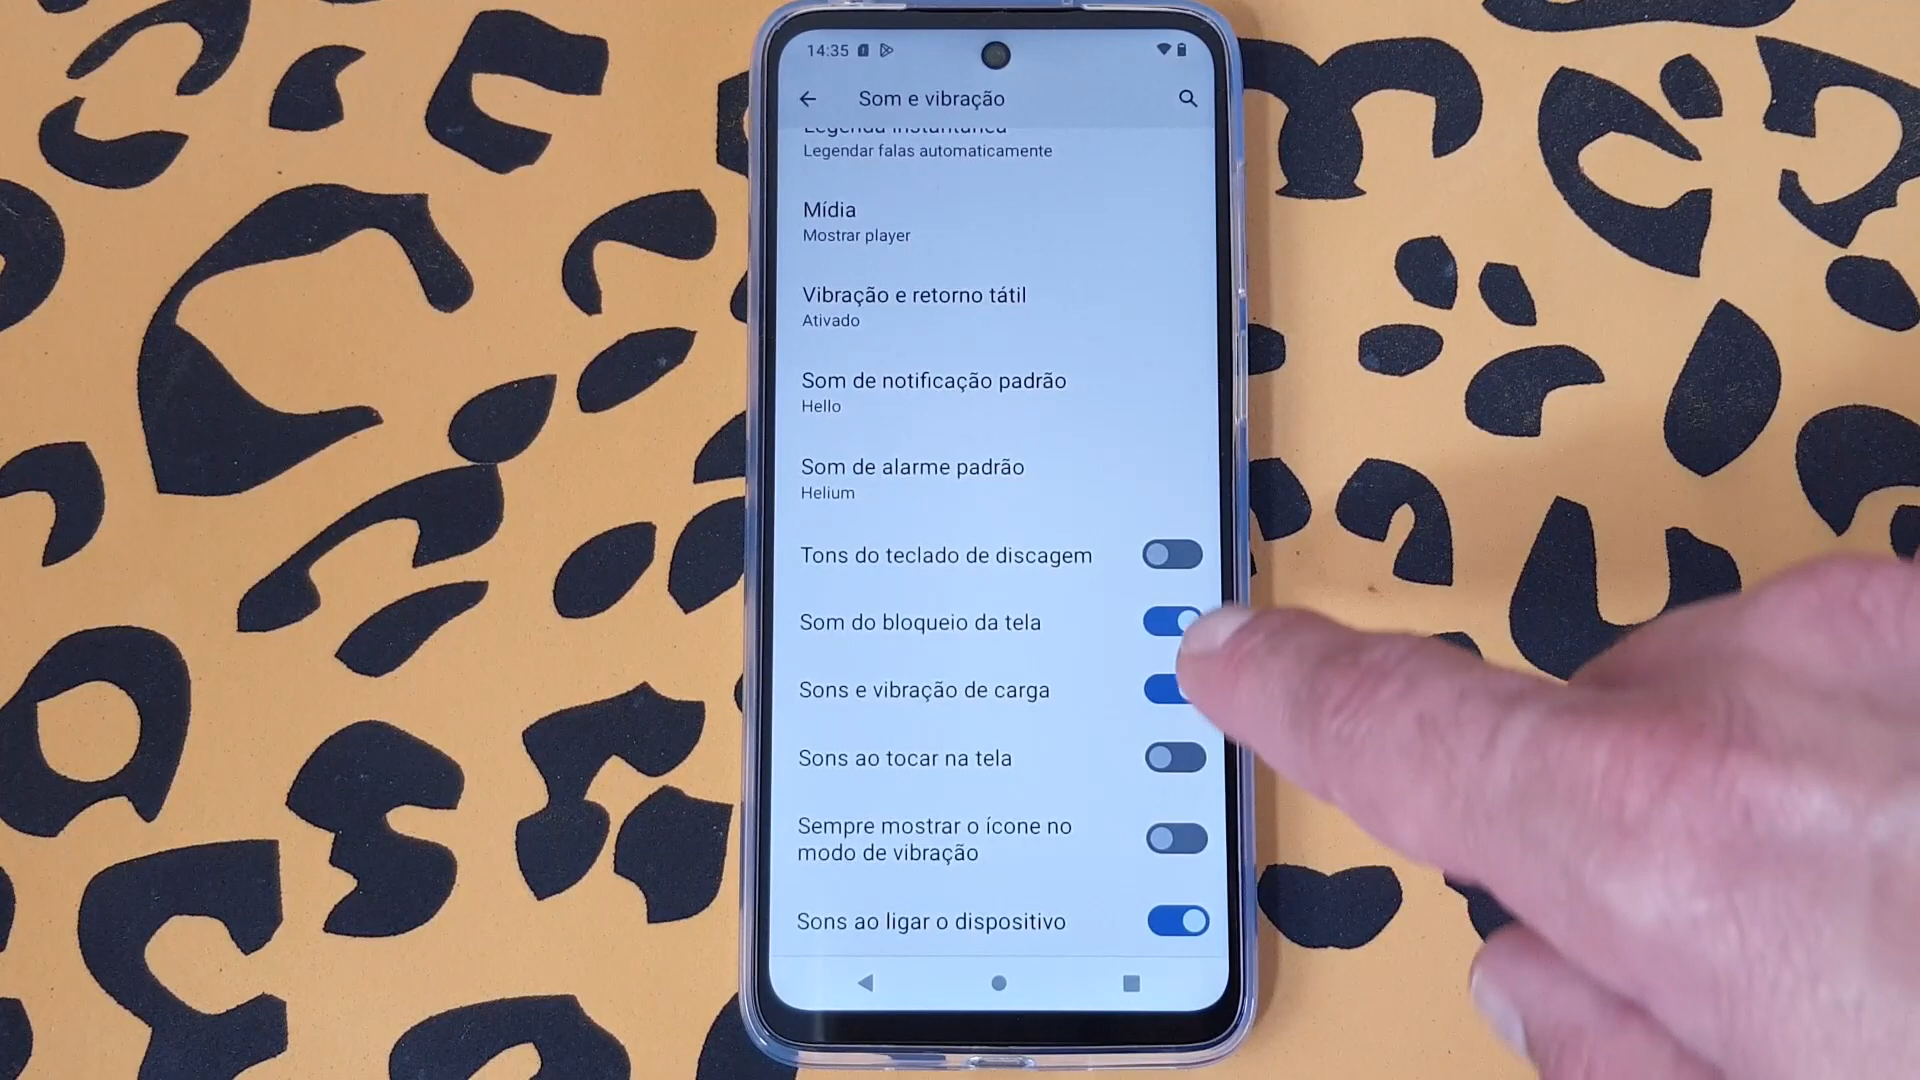 14:35
Som e vibração
Legenda instantânea
Legendar falas automaticamente
Mídia
Mostrar player
Vibração e retorno tátil
Ativado
Som de notificação padrão
Hello
Som de alarme padrão
Helium
Tons do teclado de discagem
Som do bloqueio da tela
Sons e vibração de carga
Sons ao tocar na tela
Sempre mostrar o ícone no
modo de vibração
Sons ao ligar o dispositivo